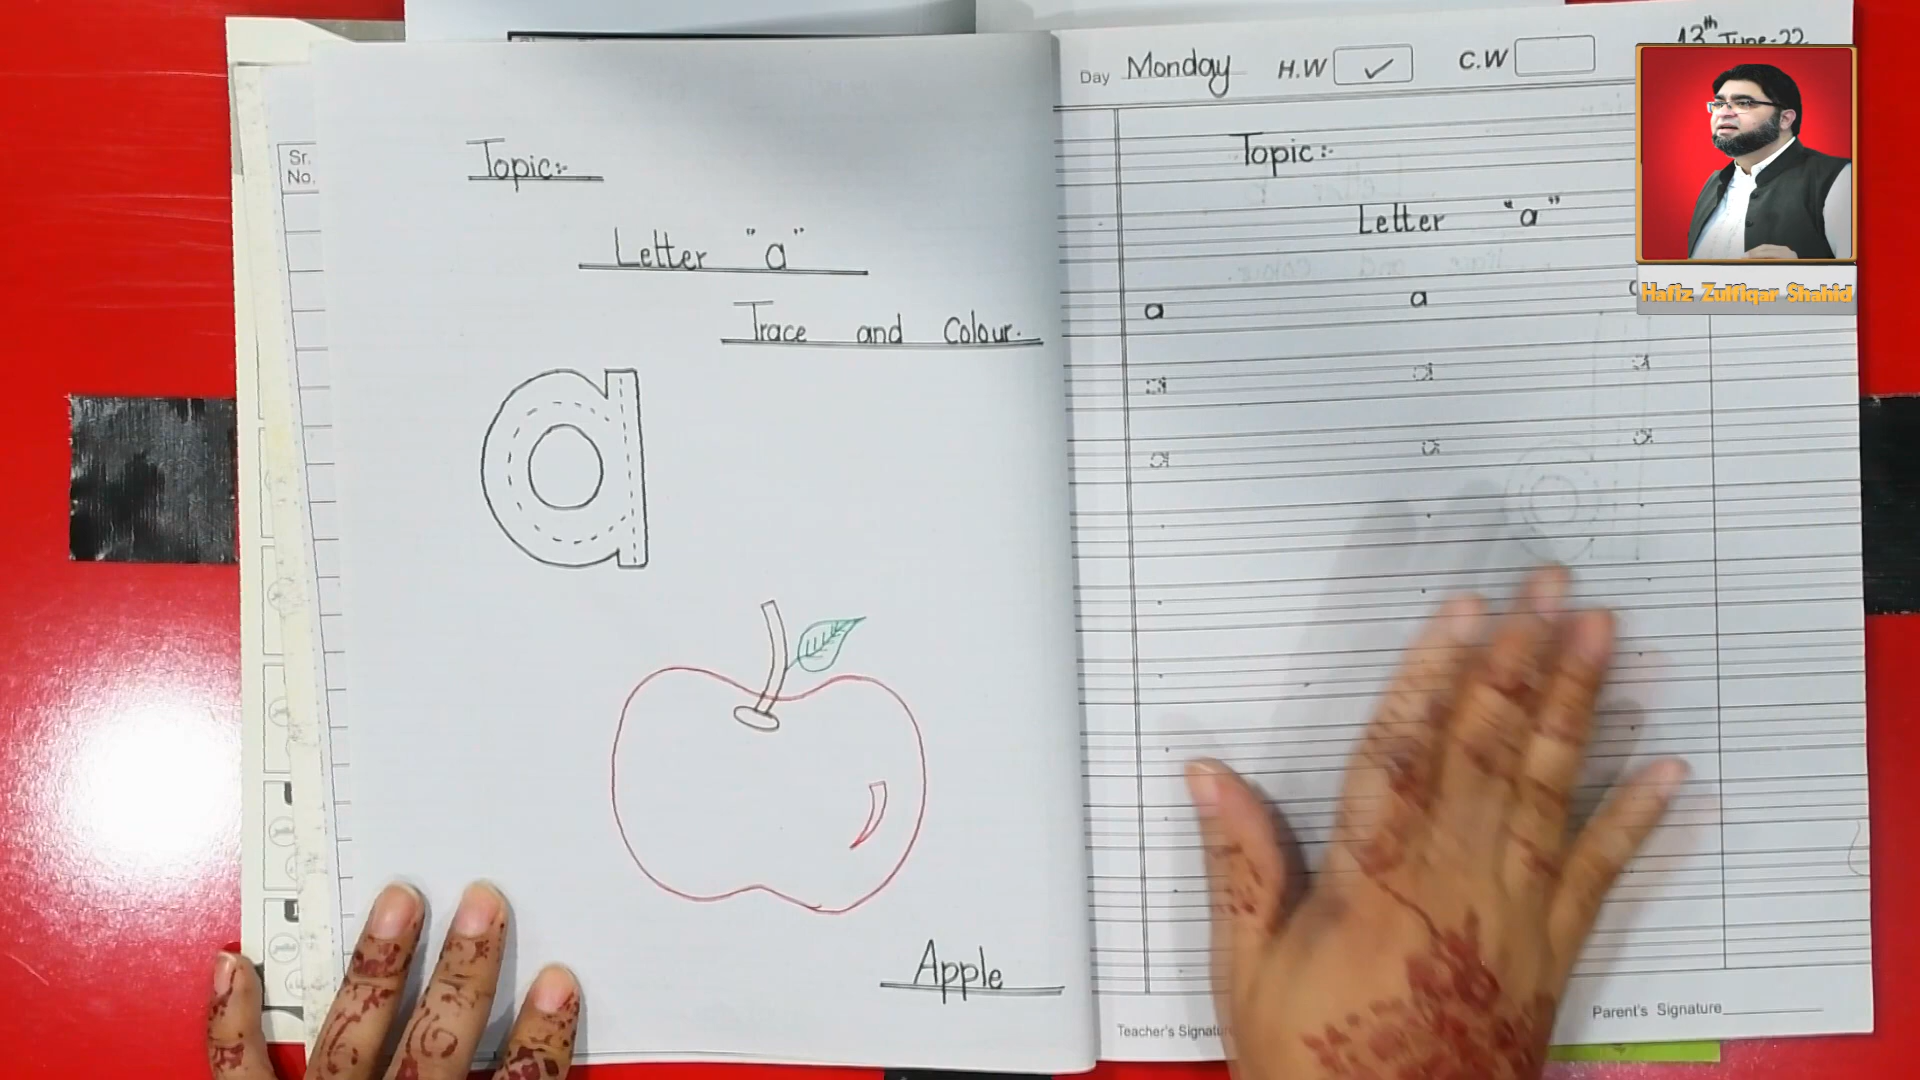 Sr.
No.
Topic:-
Letter "a"
Trace and Colour.
Apple
13th June-22
Day Monday H.W ✓ C.W
Topic:-
Letter "a"
a a
a a a
a a a
Teacher's
Parent's Signature
Hafiz Zulfiqar Shahid